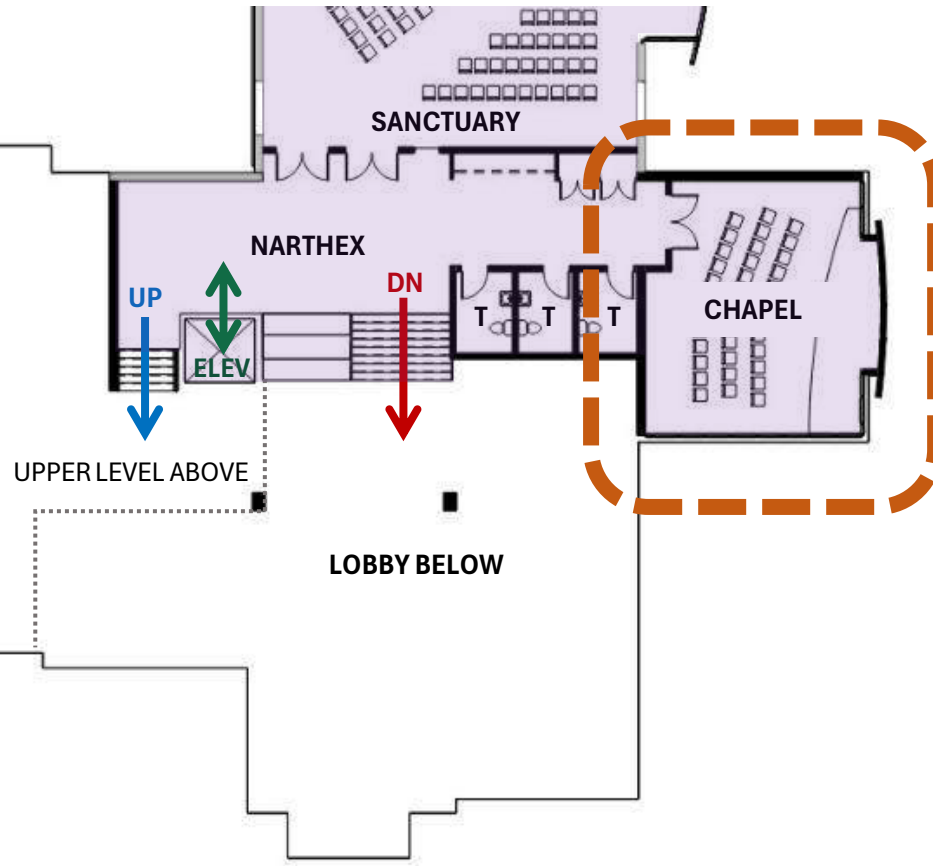 SANCTUARY
NARTHEX
UP
DN
ELEV
T
T
T
CHAPEL
UPPER LEVEL ABOVE
LOBBY BELOW